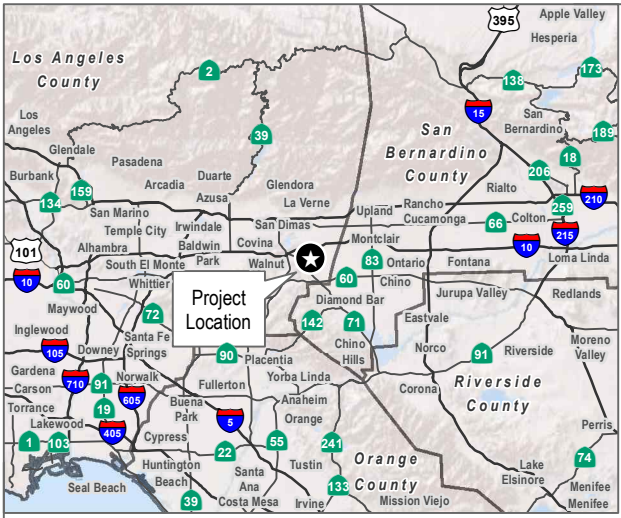 395
Apple Valley
Hesperia
Los Angeles
County
2
138
173
15
Los
Angeles
39
San
Bernardino
County
San
Bernardino
189
Glendale
Pasadena
18
206
Burbank
159
Arcadia
Duarte
Azusa
Glendora
La Verne
Rialto
210
134
San Marino
Irwindale
San Dimas
Upland
Rancho
Cucamonga
66
Colton
259
215
101
Temple City
Alhambra
Baldwin
Park
Covina
Walnut
Montclair
83
Ontario
10
Fontana
Loma Linda
10
60
South El Monte
Whittier
60
Chino
Jurupa Valley
Redlands
Maywood
72
Project
Location
Diamond Bar
142
71
Eastvale
Inglewood
105
Downey
Santa Fe
Springs
90
Placentia
Chino
Hills
Norco
91
Riverside
Moreno
Valley
Gardena
Carson
710
91
Norwalk
605
Fullerton
Yorba Linda
Corona
Riverside
County
Torrance
19
Buena
Park
Anaheim
Orange
Lakewood
405
5
Perris
1
103
Cypress
22
55
241
Orange
County
74
Seal Beach
Huntington
Beach
Santa
Ana
Tustin
Lake
Elsinore
39
Costa Mesa
Irvine
133
Mission Viejo
Menifee
Menifee